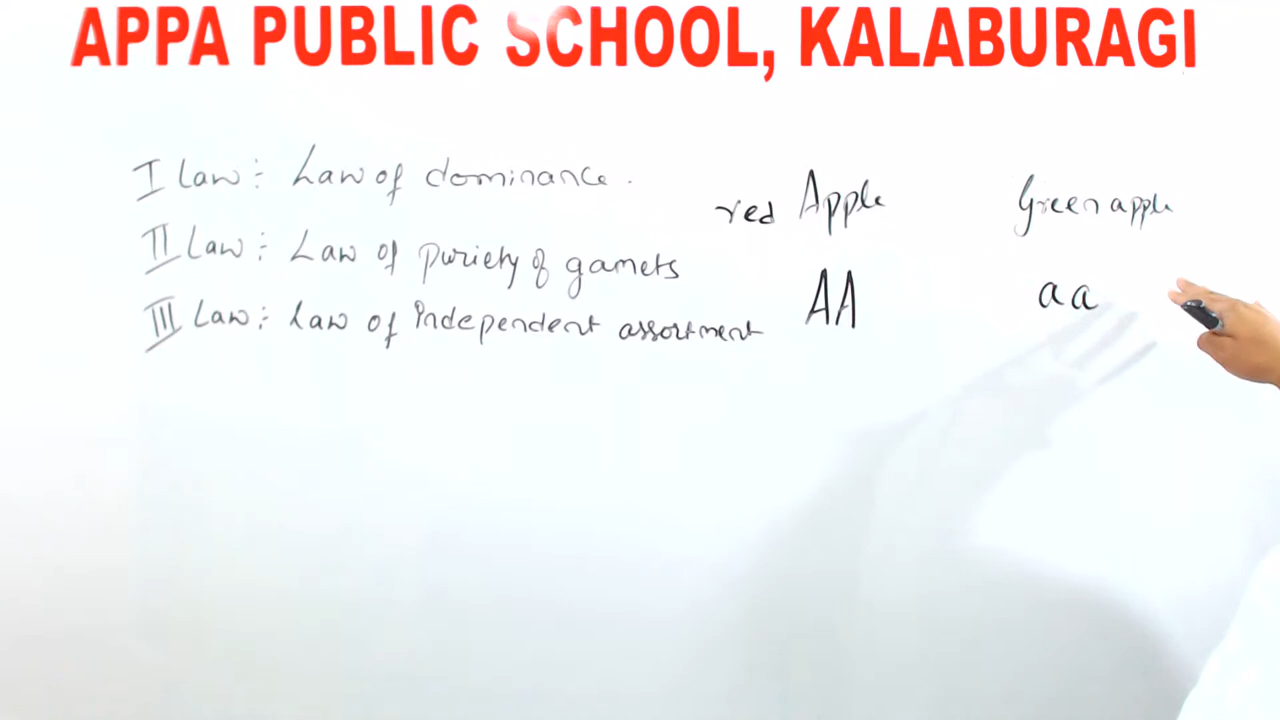 APPA PUBLIC SCHOOL, KALABURAGI
I Law :- Law of dominance.
II Law :- Law of puriety of gamets
III Law :- Law of independent assortment
red Apple
Green apple
AA
aa